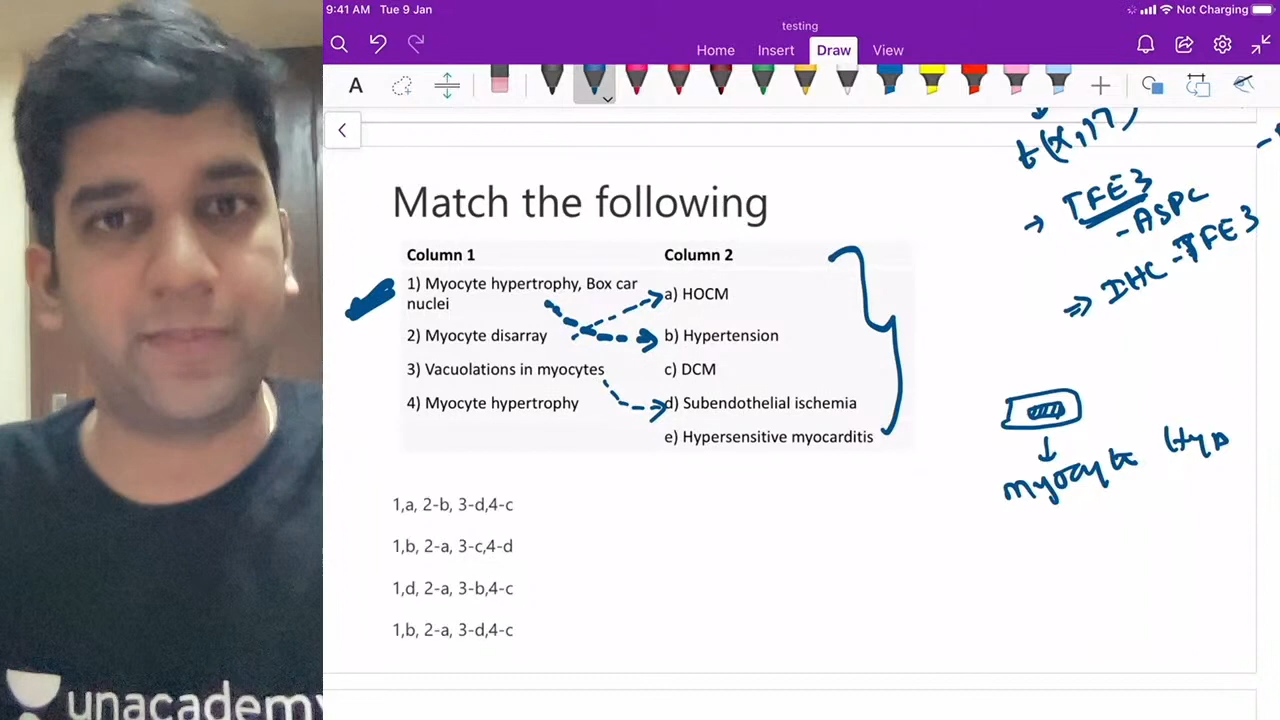 9:41 AM Tue 9 Jan
Not Charging
testing
Home Insert Draw View
A
t(x,17)
TFE3
-ASPC
IHC-TFE3
Match the following
Column 1 Column 2
1) Myocyte hypertrophy, Box car
nuclei
a) HOCM
2) Myocyte disarray b) Hypertension
3) Vacuolations in myocytes c) DCM
4) Myocyte hypertrophy d) Subendothelial ischemia
e) Hypersensitive myocarditis
myocyte Hyp
1,a, 2-b, 3-d,4-c
1,b, 2-a, 3-c,4-d
1,d, 2-a, 3-b,4-c
1,b, 2-a, 3-d,4-c
unacademy